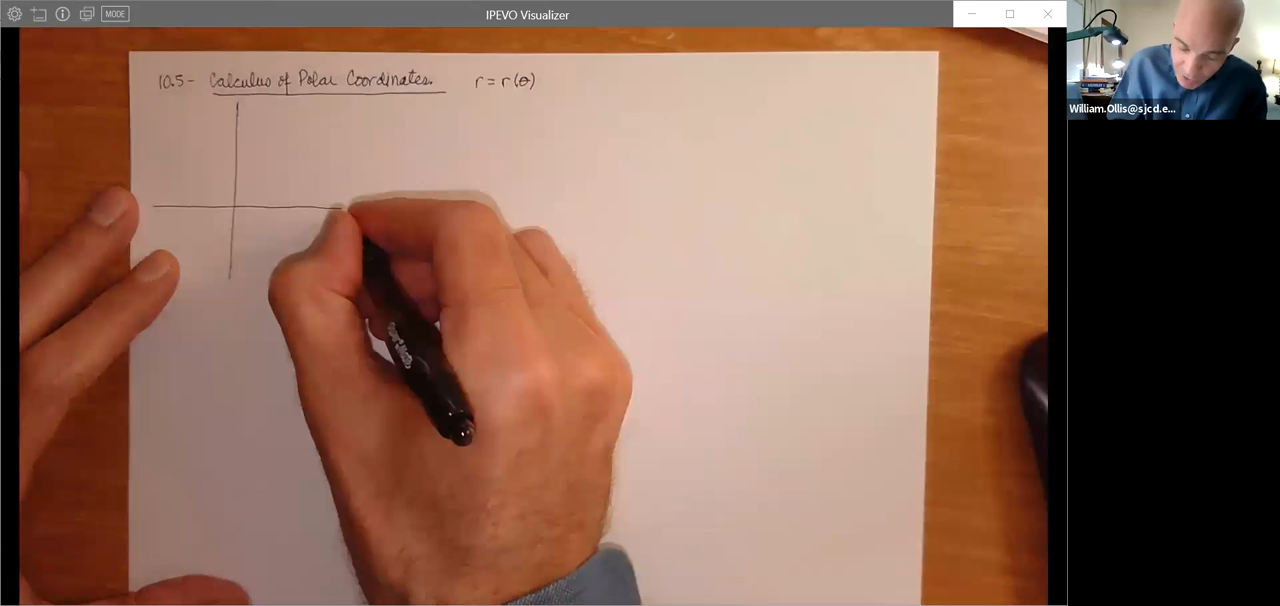 MODE
IPEVO Visualizer
10.5 - Calculus of Polar Coordinates. r = r(θ)
William.Ollis@sjcd.e...